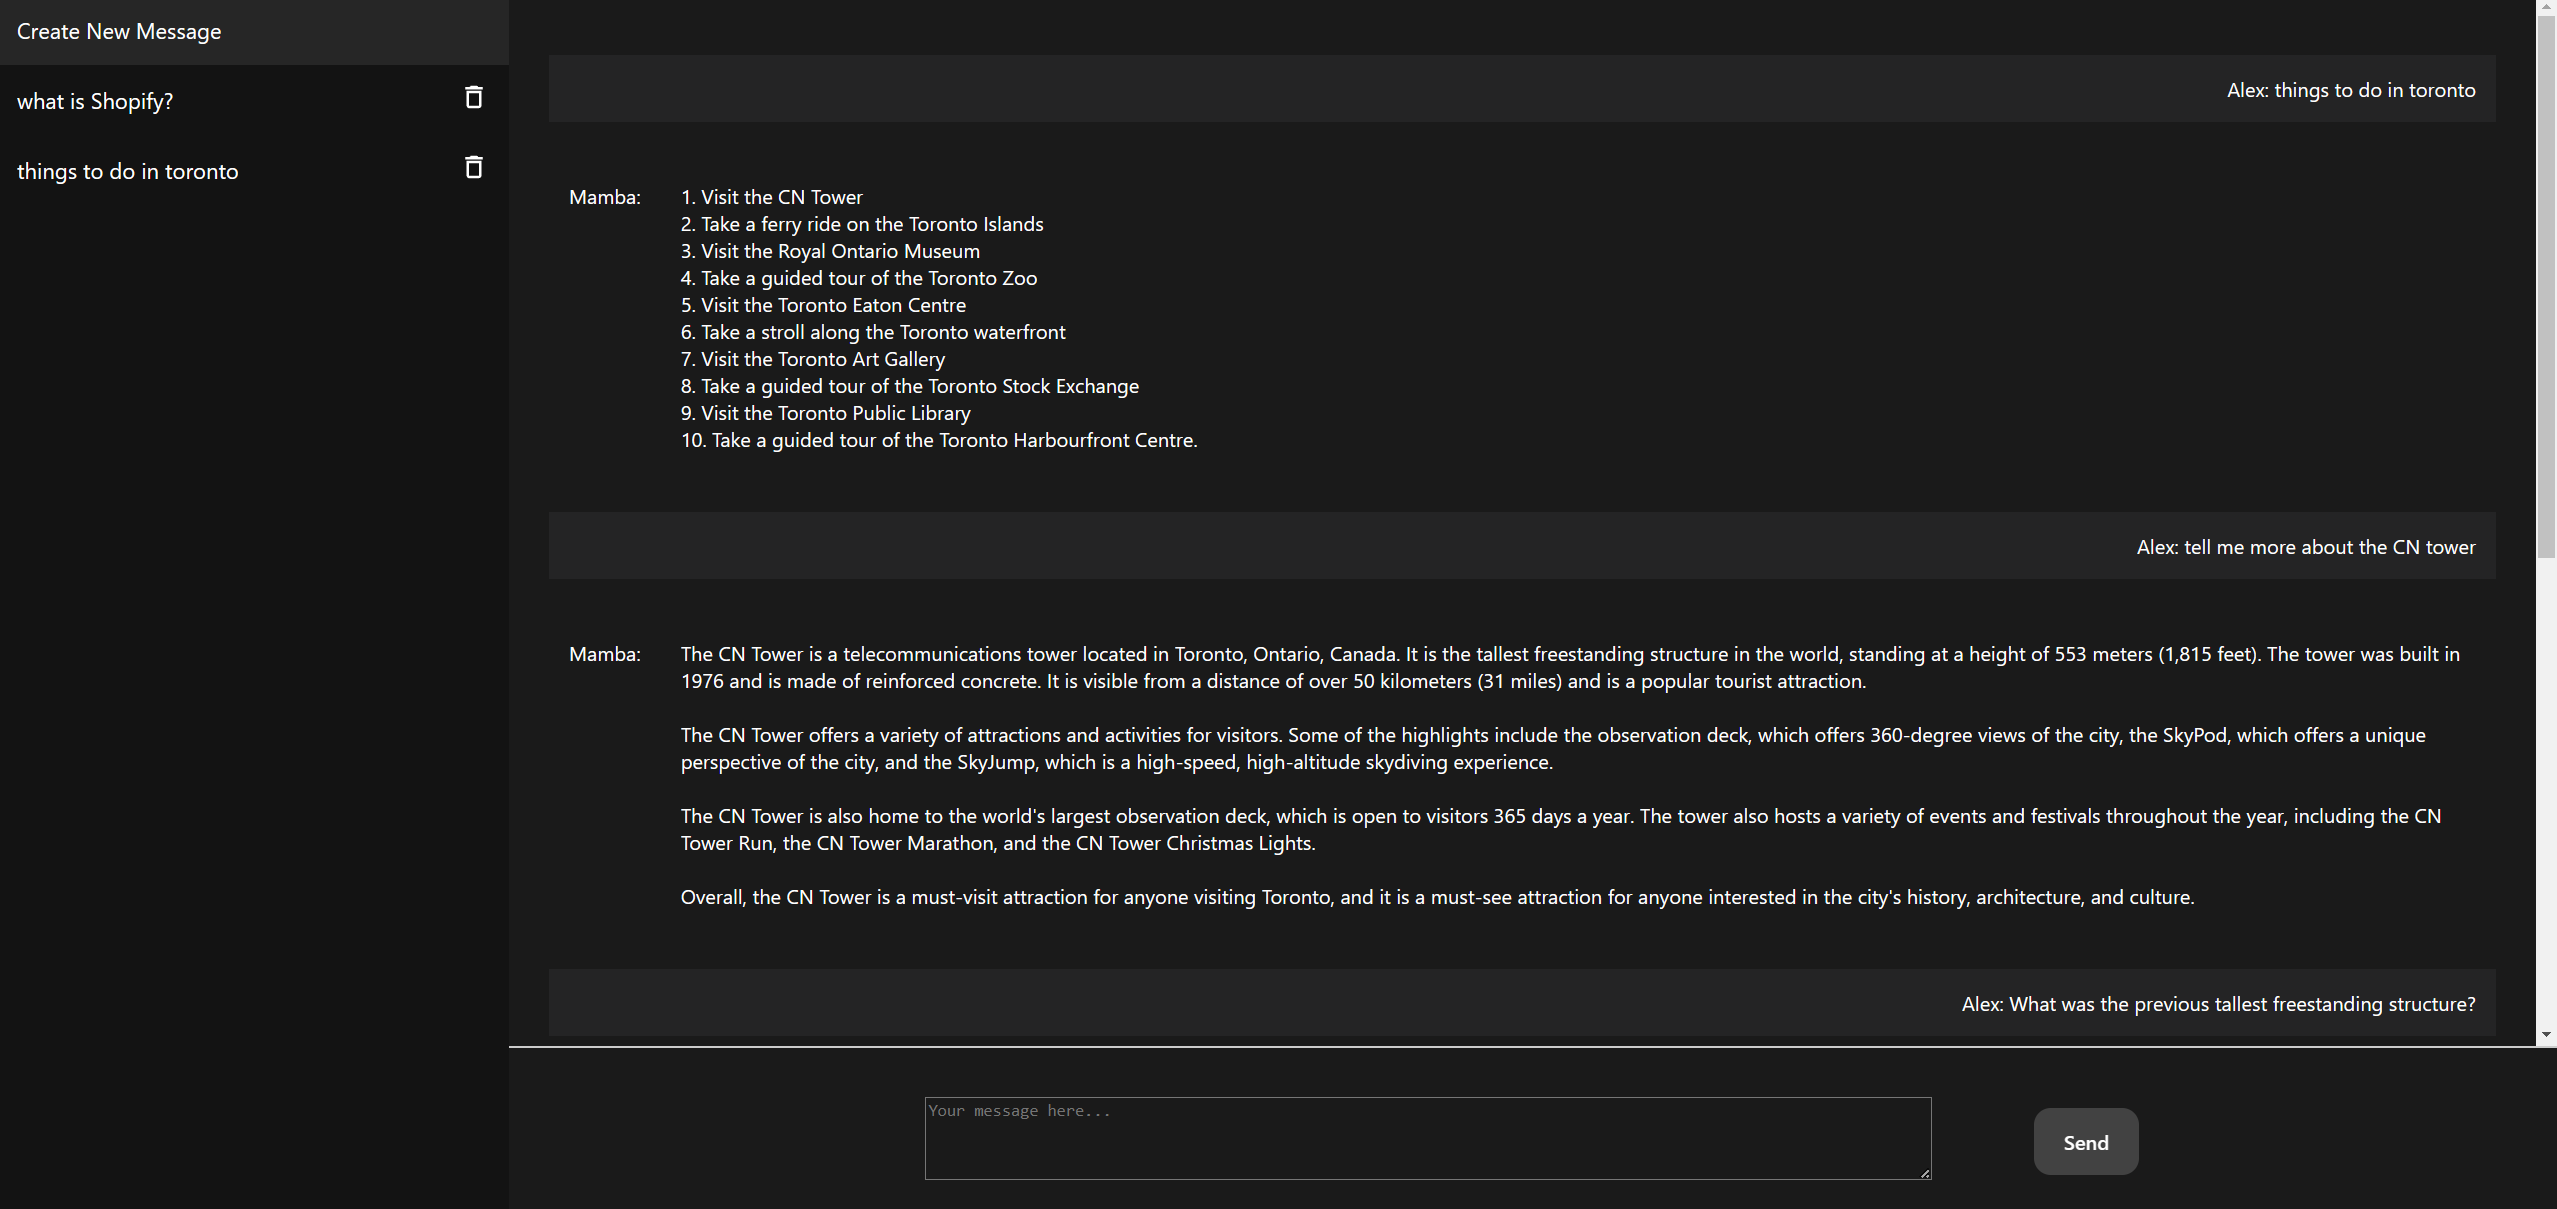 Create New Message
what is Shopify?
things to do in toronto
Alex: things to do in toronto
Mamba:
1. Visit the CN Tower
2. Take a ferry ride on the Toronto Islands
3. Visit the Royal Ontario Museum
4. Take a guided tour of the Toronto Zoo
5. Visit the Toronto Eaton Centre
6. Take a stroll along the Toronto waterfront
7. Visit the Toronto Art Gallery
8. Take a guided tour of the Toronto Stock Exchange
9. Visit the Toronto Public Library
10. Take a guided tour of the Toronto Harbourfront Centre.
Alex: tell me more about the CN tower
Mamba:
The CN Tower is a telecommunications tower located in Toronto, Ontario, Canada. It is the tallest freestanding structure in the world, standing at a height of 553 meters (1,815 feet). The tower was built in
1976 and is made of reinforced concrete. It is visible from a distance of over 50 kilometers (31 miles) and is a popular tourist attraction.
The CN Tower offers a variety of attractions and activities for visitors. Some of the highlights include the observation deck, which offers 360-degree views of the city, the SkyPod, which offers a unique
perspective of the city, and the SkyJump, which is a high-speed, high-altitude skydiving experience.
The CN Tower is also home to the world's largest observation deck, which is open to visitors 365 days a year. The tower also hosts a variety of events and festivals throughout the year, including the CN
Tower Run, the CN Tower Marathon, and the CN Tower Christmas Lights.
Overall, the CN Tower is a must-visit attraction for anyone visiting Toronto, and it is a must-see attraction for anyone interested in the city's history, architecture, and culture.
Alex: What was the previous tallest freestanding structure?
Your message here...
Send